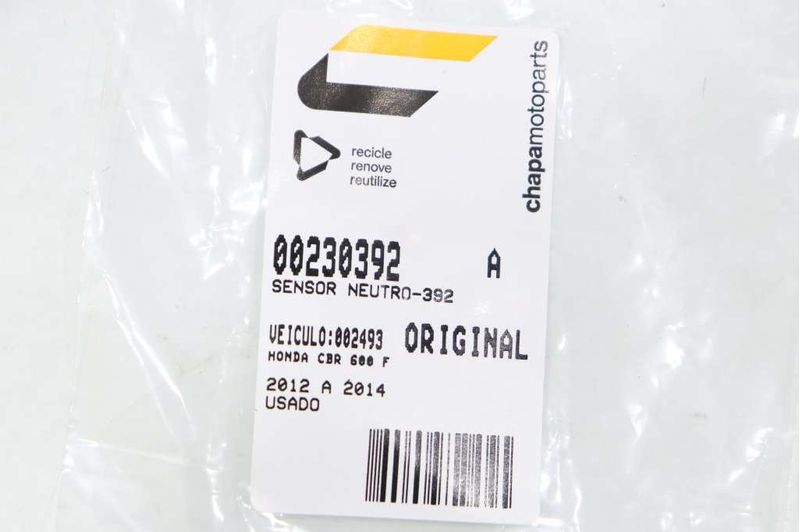 chapamotoparts
recicle
renove
reutilize
00230392 A
SENSOR NEUTRO-392
VEICULO:002493 ORIGINAL
HONDA CBR 600 F
2012 A 2014
USADO